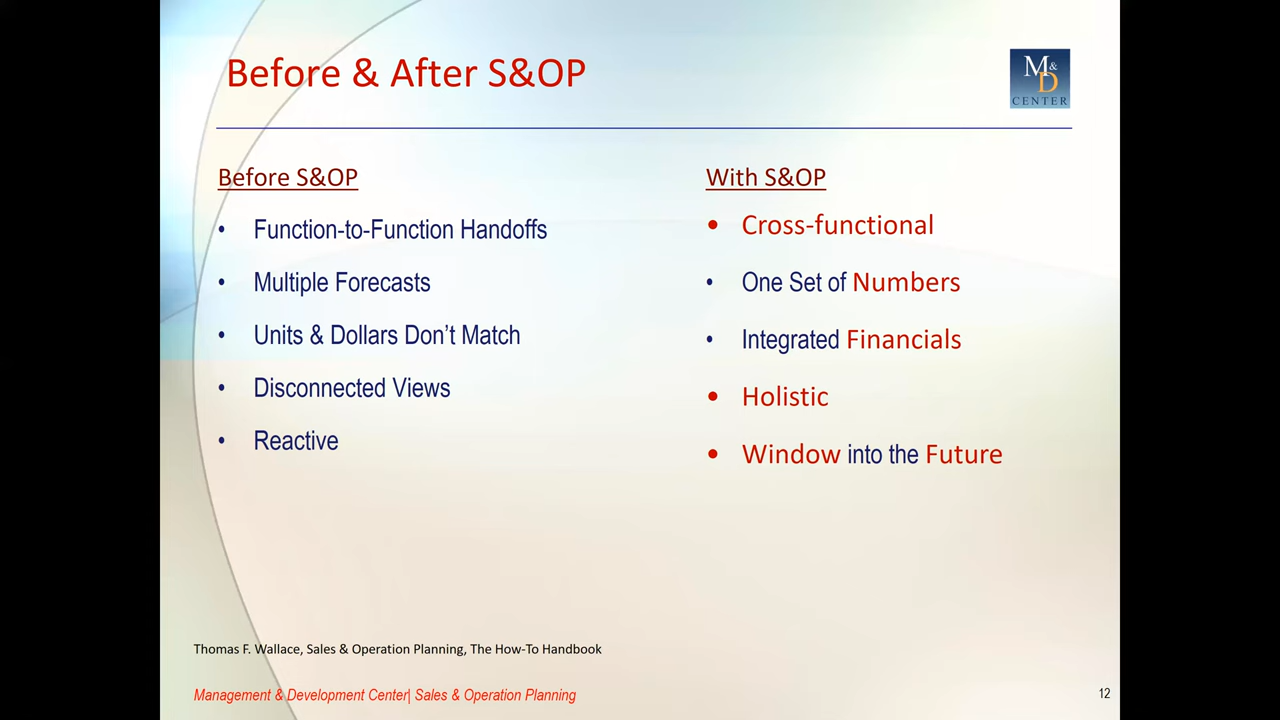 Before & After S&OP
M&D
CENTER
Before S&OP
• Function-to-Function Handoffs
• Multiple Forecasts
• Units & Dollars Don’t Match
• Disconnected Views
• Reactive
With S&OP
• Cross-functional
• One Set of Numbers
• Integrated Financials
• Holistic
• Window into the Future
Thomas F. Wallace, Sales & Operation Planning, The How-To Handbook
Management & Development Center| Sales & Operation Planning
12